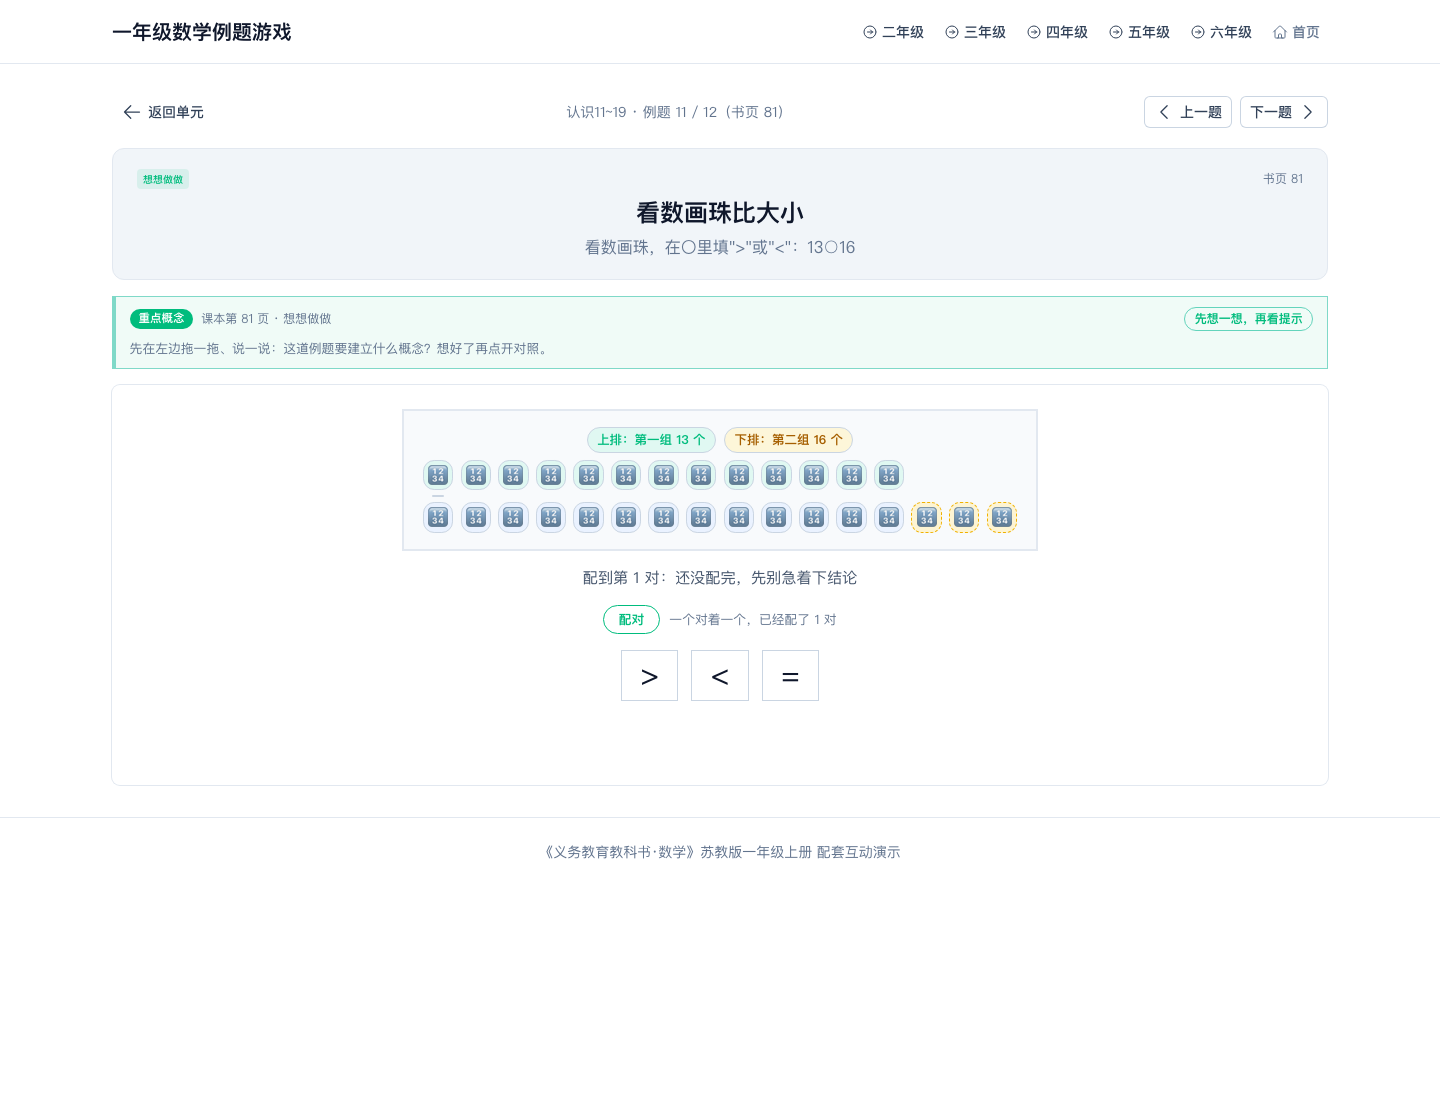 一年级数学例题游戏
二年级 三年级 四年级 五年级 六年级 首页
返回单元
认识11~19 · 例题 11 / 12（书页 81）
上一题 下一题
想想做做
书页 81
看数画珠比大小
看数画珠，在〇里填">"或"<"：13○16
重点概念 课本第 81 页 · 想想做做
先想一想，再看提示
先在左边拖一拖、说一说：这道例题要建立什么概念？想好了再点开对照。
上排：第一组 13 个 下排：第二组 16 个
🔢 🔢 🔢 🔢 🔢 🔢 🔢 🔢 🔢 🔢 🔢 🔢 🔢
🔢 🔢 🔢 🔢 🔢 🔢 🔢 🔢 🔢 🔢 🔢 🔢 🔢 🔢 🔢 🔢
配到第 1 对：还没配完，先别急着下结论
配对 一个对着一个，已经配了 1 对
> < =
《义务教育教科书·数学》苏教版一年级上册 配套互动演示